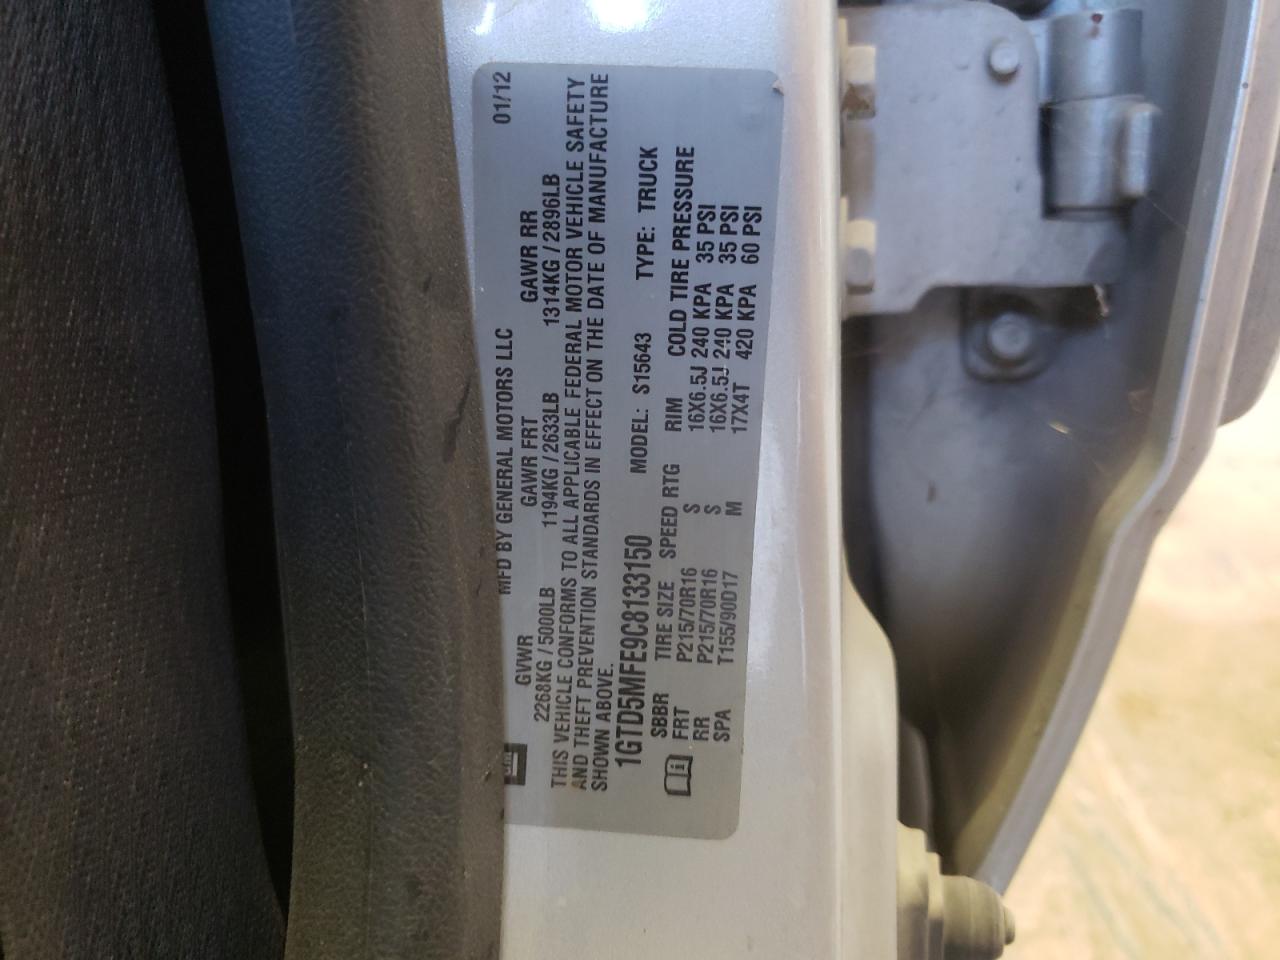 MFD BY GENERAL MOTORS LLC 01/12
GVWR GAWR FRT GAWR RR
2268KG / 5000LB 1194KG / 2633LB 1314KG / 2896LB
THIS VEHICLE CONFORMS TO ALL APPLICABLE FEDERAL MOTOR VEHICLE SAFETY
AND THEFT PREVENTION STANDARDS IN EFFECT ON THE DATE OF MANUFACTURE
SHOWN ABOVE.
1GTD5MFE9C8133150 MODEL: S15643 TYPE: TRUCK
SBBR TIRE SIZE SPEED RTG RIM COLD TIRE PRESSURE
FRT P215/70R16 S 16X6.5J 240 KPA 35 PSI
RR P215/70R16 S 16X6.5J 240 KPA 35 PSI
SPA T155/90D17 M 17X4T 420 KPA 60 PSI